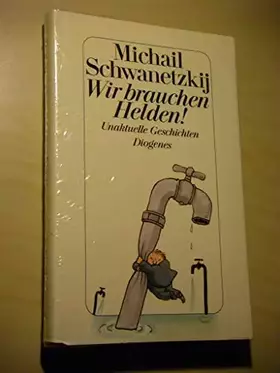 Michail
Schwanetzkij
Wir brauchen
Helden!
Unaktuelle Geschichten
Diogenes